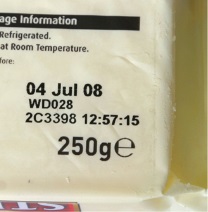 age Information
Refrigerated.
at Room Temperature.
fore:
04 Jul 08
WD028
2C3398 12:57:15
250g℮